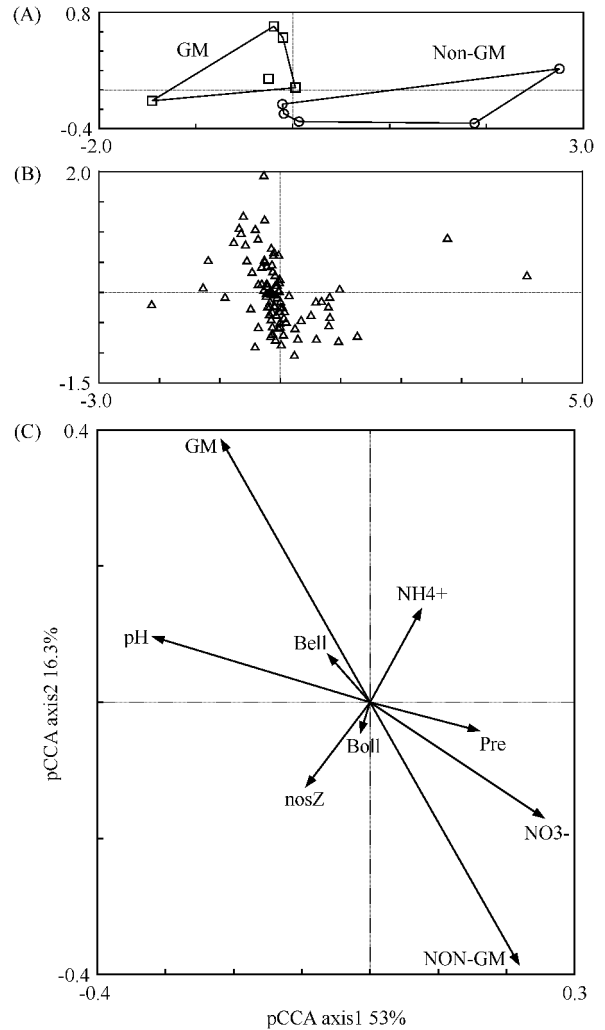 (A)
0.8
GM
Non-GM
-0.4
-2.0
3.0
(B)
2.0
-1.5
-3.0
5.0
(C)
0.4
GM
NH4+
pH
Bell
Boll
Pre
nosZ
NO3-
NON-GM
pCCA axis2 16.3%
-0.4
-0.4
0.3
pCCA axis1 53%